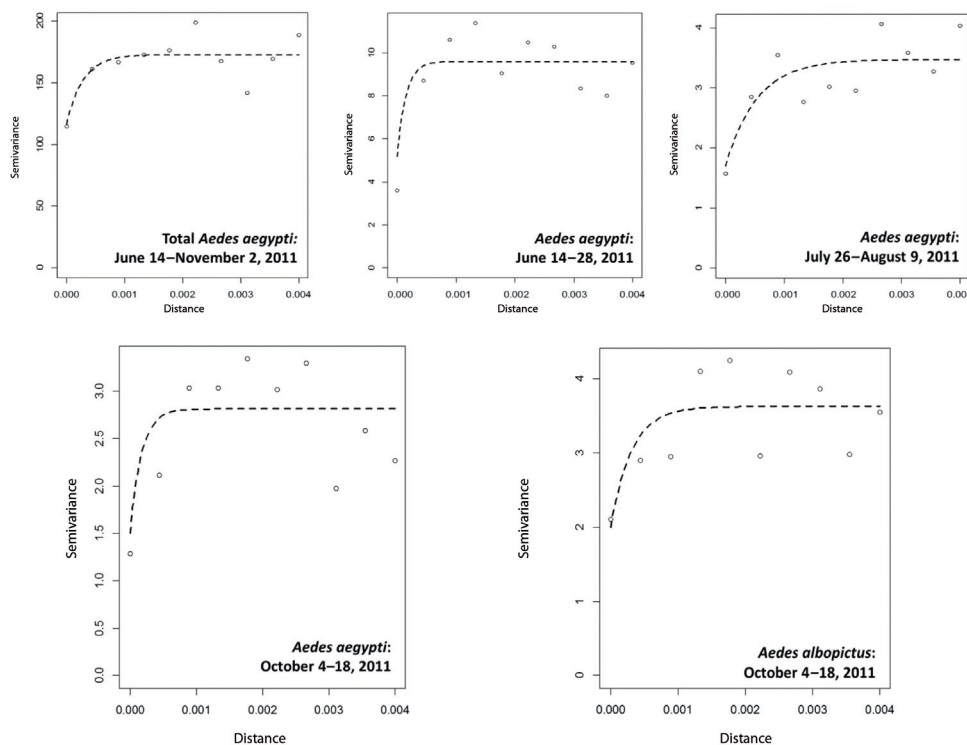 200
150
100
50
0
Semivariance
0.000 0.001 0.002 0.003 0.004
Distance
Total Aedes aegypti:
June 14–November 2, 2011
10
8
6
4
2
0
Semivariance
0.000 0.001 0.002 0.003 0.004
Distance
Aedes aegypti:
June 14–28, 2011
4
3
2
1
0
Semivariance
0.000 0.001 0.002 0.003 0.00
Distance
Aedes aegypti:
July 26–August 9, 2011
3.0
2.5
2.0
1.5
1.0
0.5
0.0
Semivariance
0.000 0.001 0.002 0.003 0.004
Distance
Aedes aegypti:
October 4–18, 2011
4
3
2
1
0
Semivariance
0.000 0.001 0.002 0.003 0.004
Distance
Aedes albopictus:
October 4–18, 2011